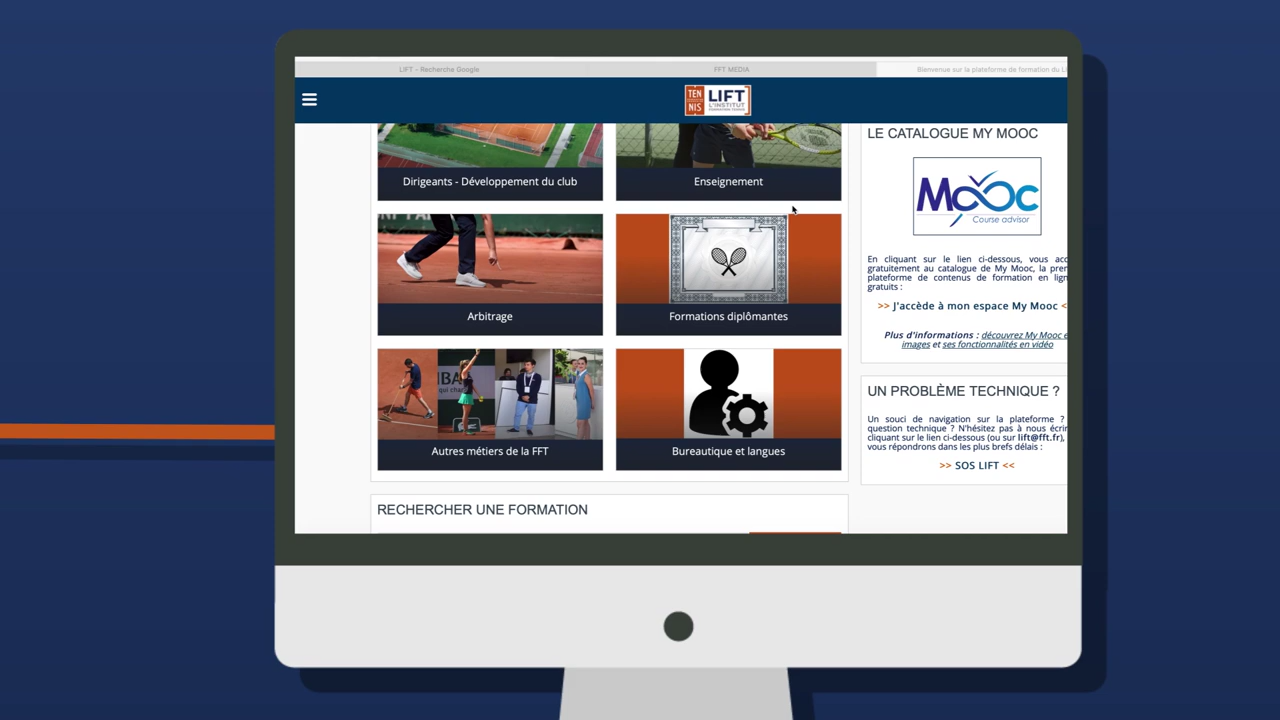 LIFT - Recherche Google
FFT MEDIA
Bienvenue sur la plateforme de formation du LI
TEN
NIS
LIFT
L'INSTITUT
FORMATION TENNIS
Dirigeants - Développement du club
Enseignement
Arbitrage
Formations diplômantes
Autres métiers de la FFT
Bureautique et langues
RECHERCHER UNE FORMATION
LE CATALOGUE MY MOOC
MOOC
Course advisor
En cliquant sur le lien ci-dessous, vous acc
gratuitement au catalogue de My Mooc, la pren
plateforme de contenus de formation en lign
gratuits :
>> J'accède à mon espace My Mooc <
Plus d'informations : découvrez My Mooc e
images et ses fonctionnalités en vidéo
UN PROBLÈME TECHNIQUE ?
Un souci de navigation sur la plateforme ?
question technique ? N'hésitez pas à nous écrir
cliquant sur le lien ci-dessous (ou sur lift@fft.fr),
vous répondrons dans les plus brefs délais :
>> SOS LIFT <<